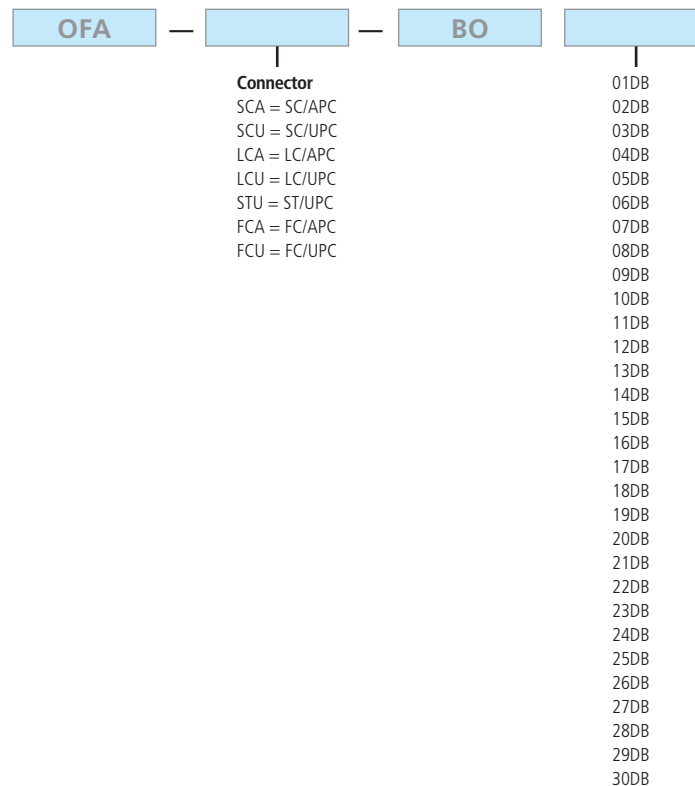 OFA — — BO
Connector
SCA = SC/APC
SCU = SC/UPC
LCA = LC/APC
LCU = LC/UPC
STU = ST/UPC
FCA = FC/APC
FCU = FC/UPC
01DB
02DB
03DB
04DB
05DB
06DB
07DB
08DB
09DB
10DB
11DB
12DB
13DB
14DB
15DB
16DB
17DB
18DB
19DB
20DB
21DB
22DB
23DB
24DB
25DB
26DB
27DB
28DB
29DB
30DB